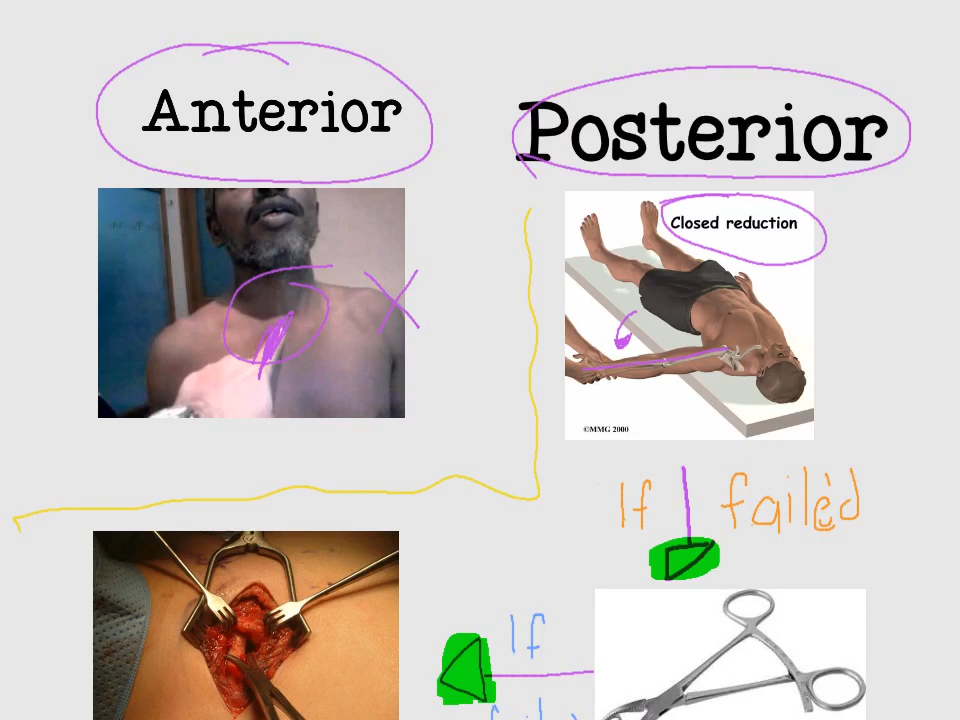 Anterior
Posterior
Closed reduction
©MMG 2000
If failed
If